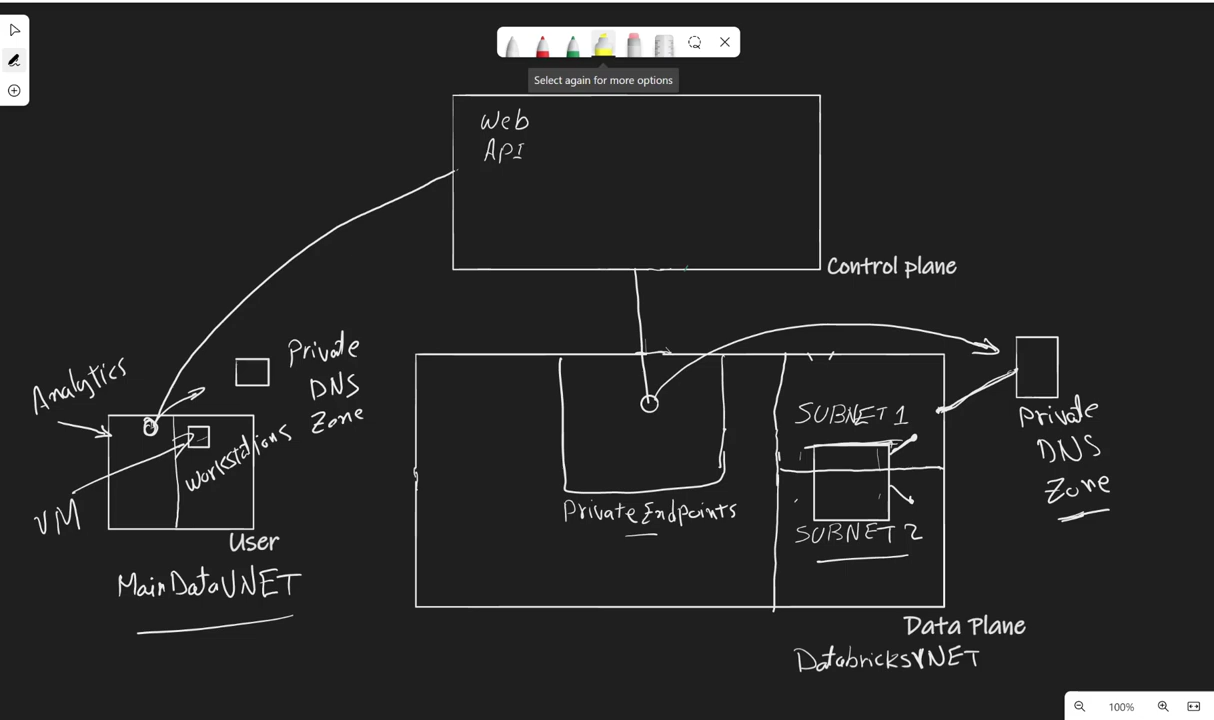 Select again for more options
Web
API
Control plane
Private
DNS
Zone
Analytics
workstations
VM
User
MainDataVNET
Private Endpoints
SUBNET 1
SUBNET 2
Private
DNS
Zone
Data Plane
DatabricksVNET
100%